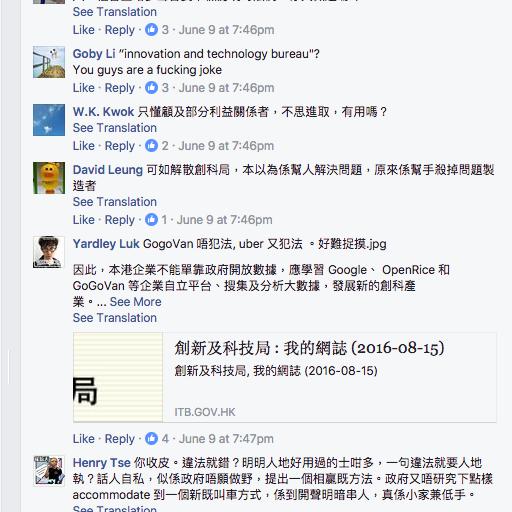 See Translation
Like · Reply · 3 · June 9 at 7:46pm
Goby Li "innovation and technology bureau"?
You guys are a fucking joke
Like · Reply · 3 · June 9 at 7:46pm
W.K. Kwok 只懂顧及部分利益關係者，不思進取，有用嗎？
See Translation
Like · Reply · 2 · June 9 at 7:46pm
David Leung 可如解散創科局，本以為係幫人解決問題，原來係幫手殺掉問題製
造者
See Translation
Like · Reply · 1 · June 9 at 7:46pm
Yardley Luk GogoVan 唔犯法, uber 又犯法 。好難捉摸.jpg
因此，本港企業不能單靠政府開放數據，應學習 Google、 OpenRice 和
GoGoVan 等企業自立平台、搜集及分析大數據，發展新的創科產
業。... See More
See Translation
局
創新及科技局 : 我的網誌 (2016-08-15)
創新及科技局, 我的網誌 (2016-08-15)
ITB.GOV.HK
Like · Reply · 4 · June 9 at 7:47pm
Henry Tse 你收皮。違法就錯？明明人地好用過的士咁多，一句違法就要人地
執？話人自私，似係政府唔願做野，提出一個相贏既方法。政府又唔研究下點樣
accommodate 到一個新既叫車方式，係到開聲明暗串人，真係小家兼低手。
See Translation